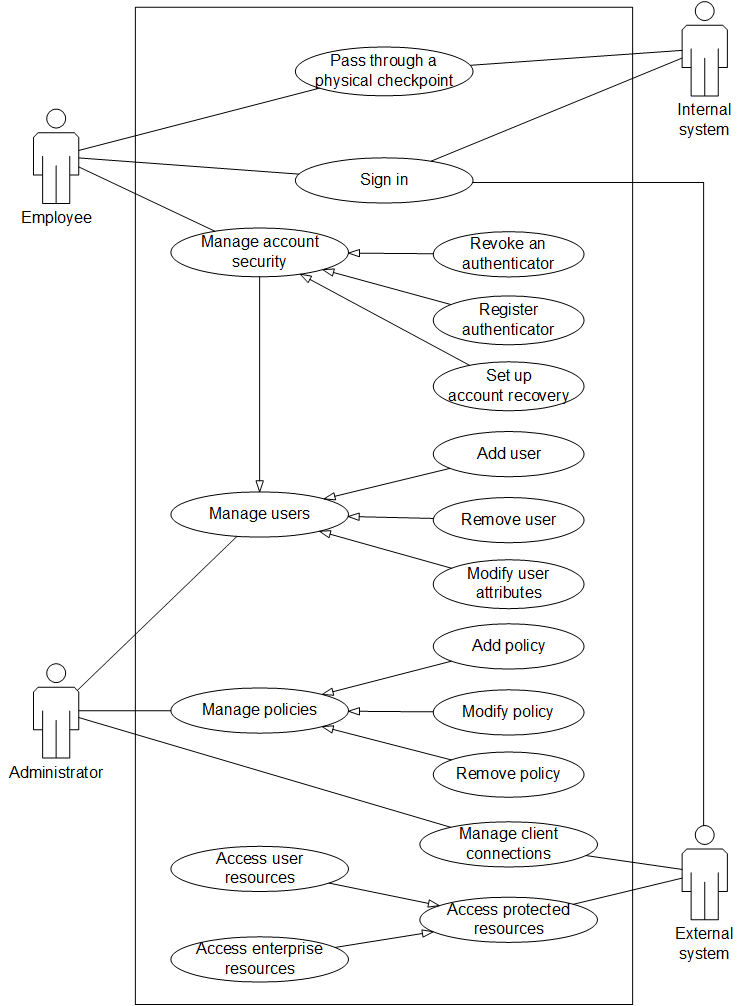 Pass through a
physical checkpoint
Internal
system
Sign in
Employee
Manage account
security
Revoke an
authenticator
Register
authenticator
Set up
account recovery
Add user
Manage users
Remove user
Modify user
attributes
Add policy
Manage policies
Modify policy
Administrator
Remove policy
Manage client
connections
Access user
resources
Access protected
resources
External
system
Access enterprise
resources